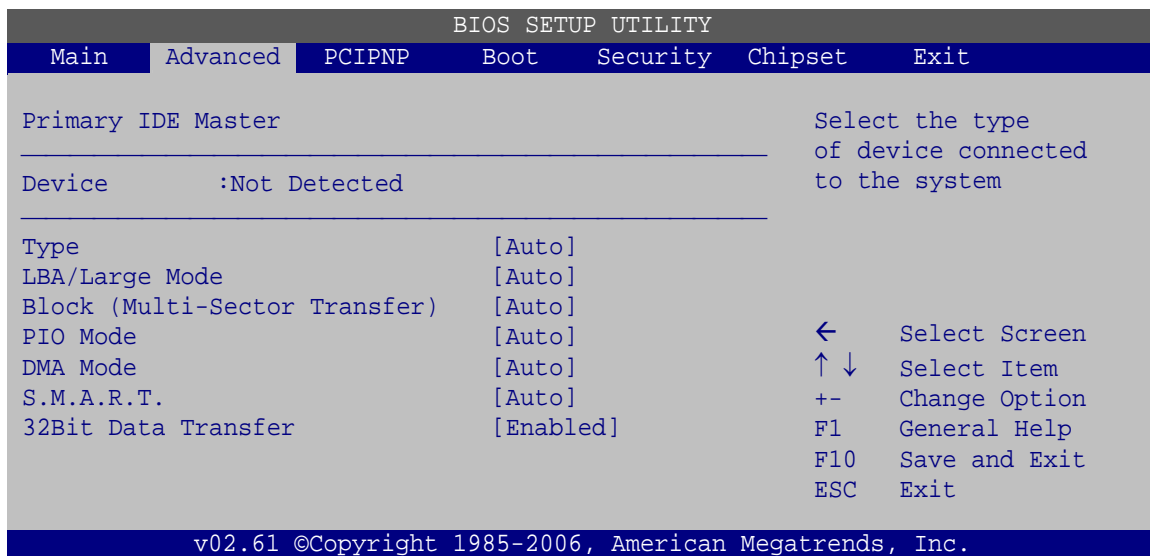 BIOS SETUP UTILITY
Main Advanced PCIPNP Boot Security Chipset Exit
Primary IDE Master
Device :Not Detected
Type [Auto]
LBA/Large Mode [Auto]
Block (Multi-Sector Transfer) [Auto]
PIO Mode [Auto]
DMA Mode [Auto]
S.M.A.R.T. [Auto]
32Bit Data Transfer [Enabled]
Select the type
of device connected
to the system
← Select Screen
↑ ↓ Select Item
+- Change Option
F1 General Help
F10 Save and Exit
ESC Exit
v02.61 ©Copyright 1985-2006, American Megatrends, Inc.